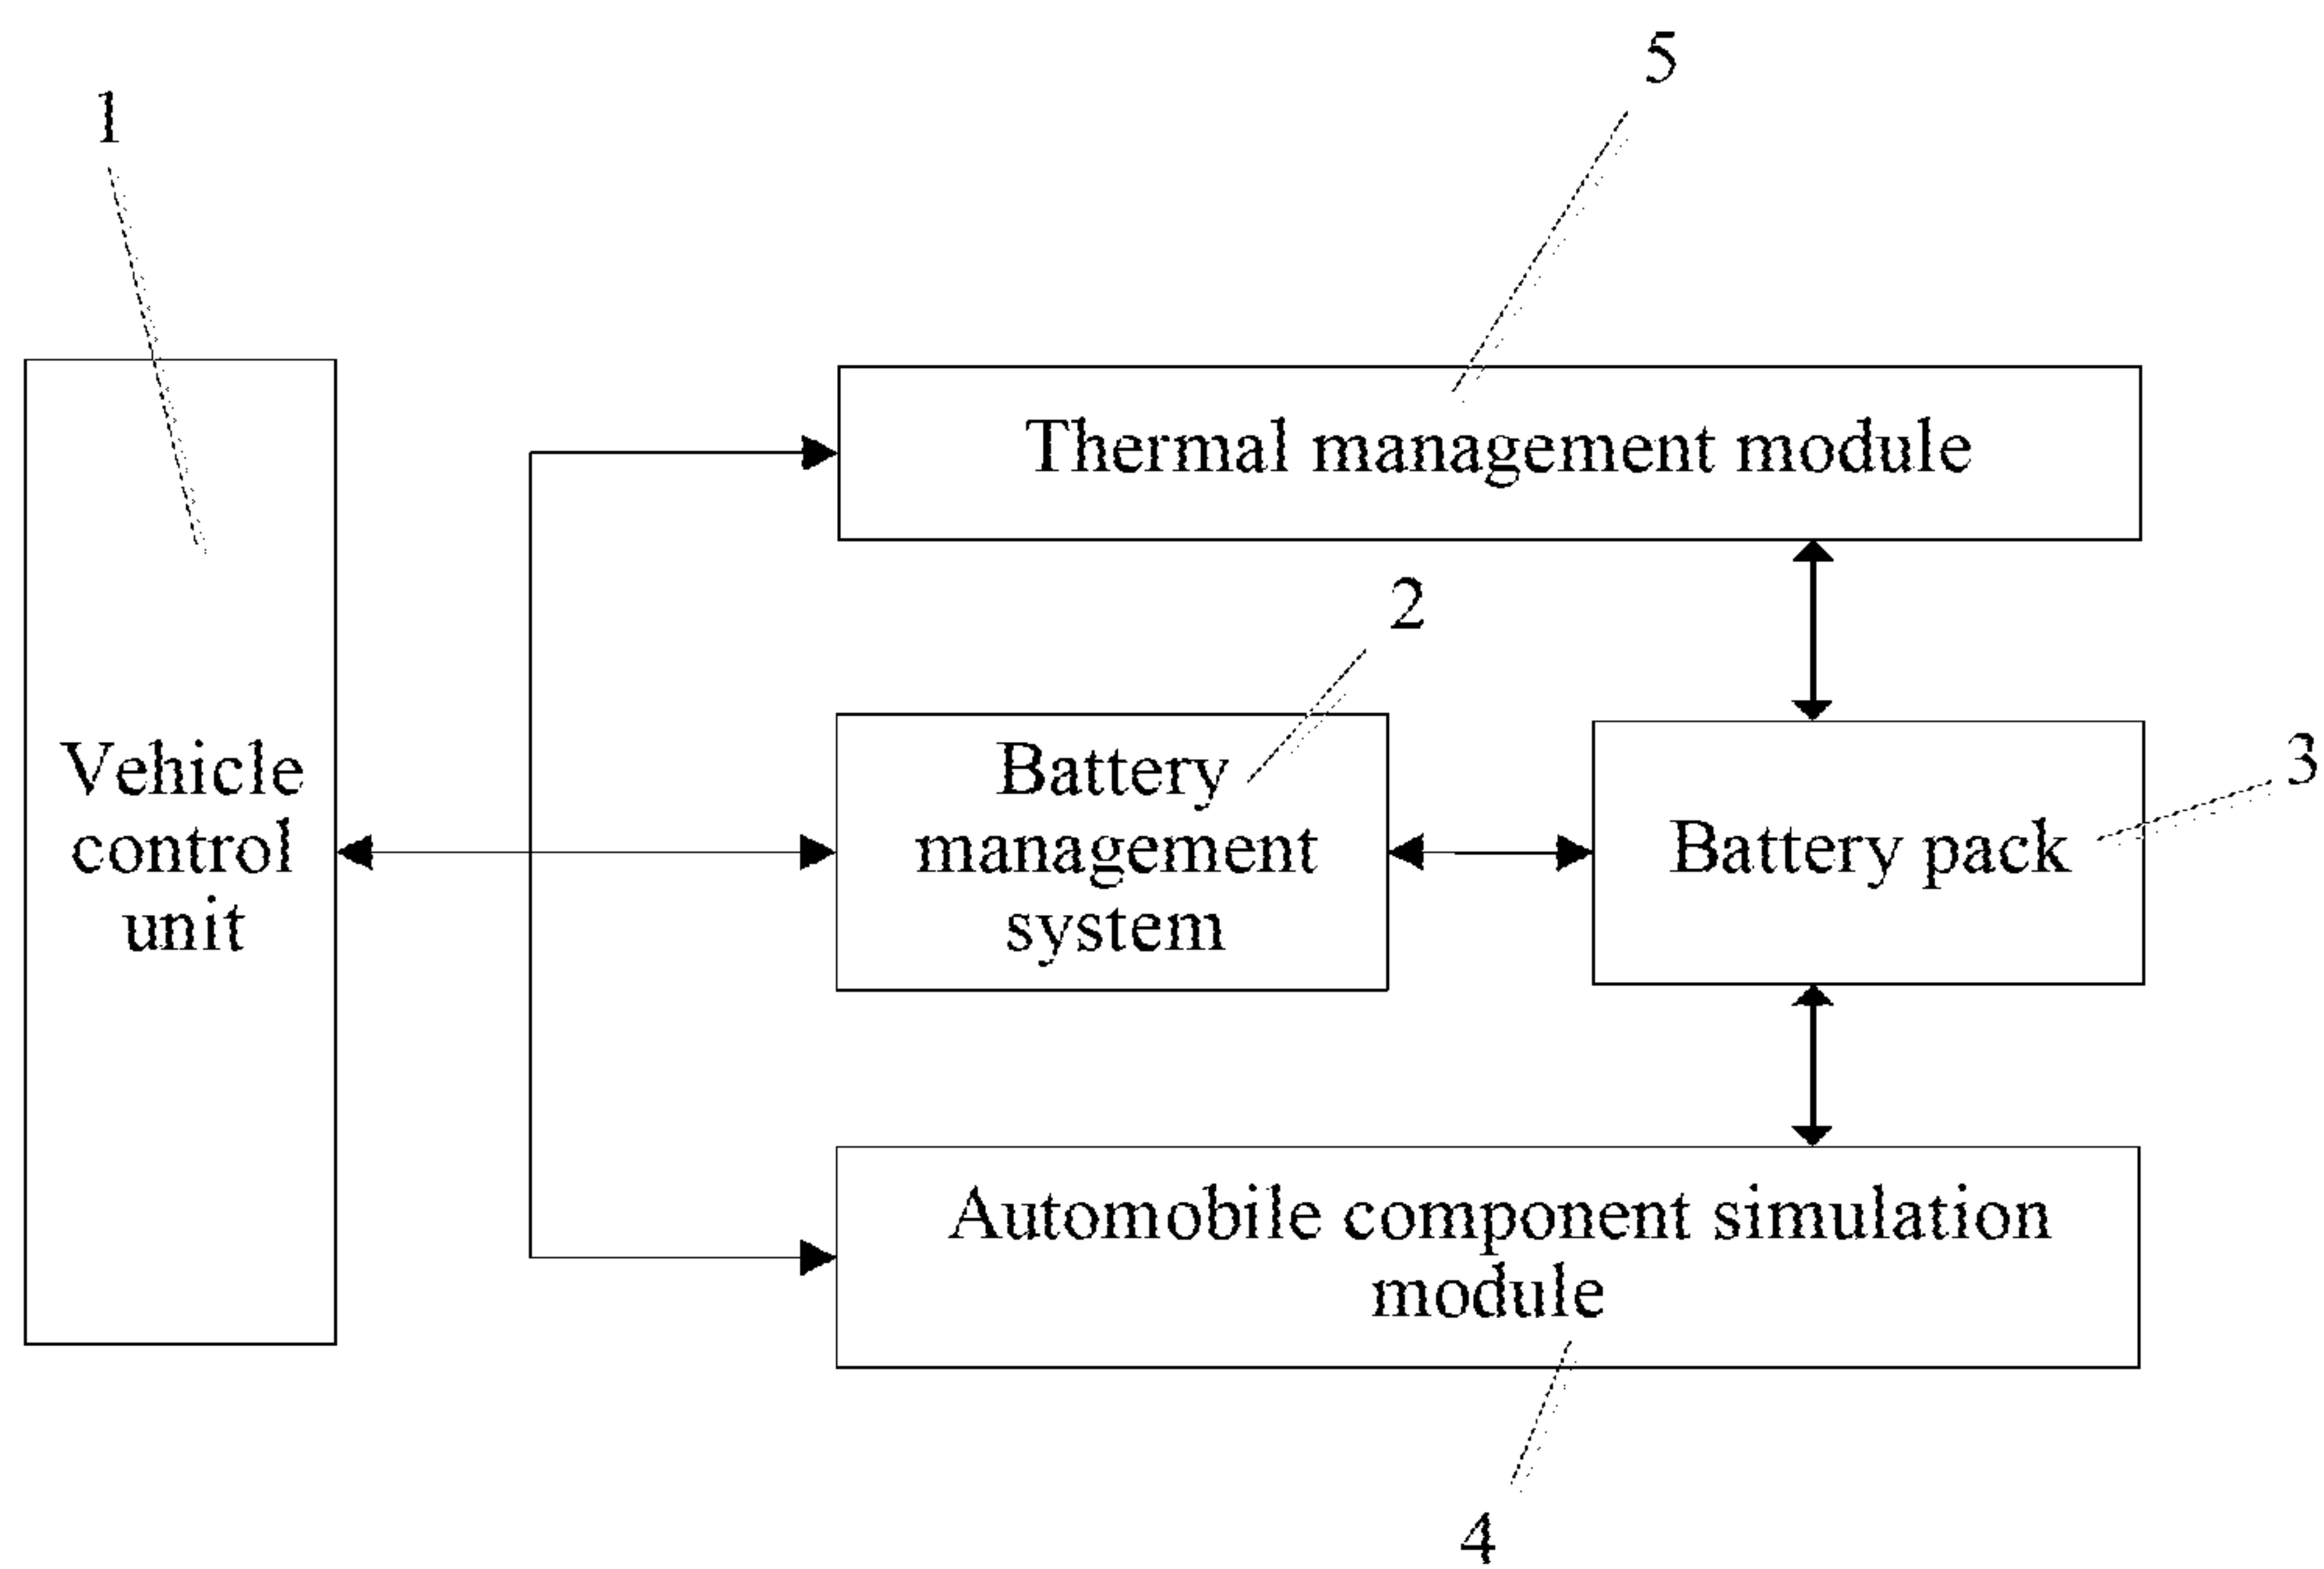 5
1
Thermal management module
2
Battery
management
system
Vehicle
control
unit
Battery pack
3
Automobile component simulation
module
4